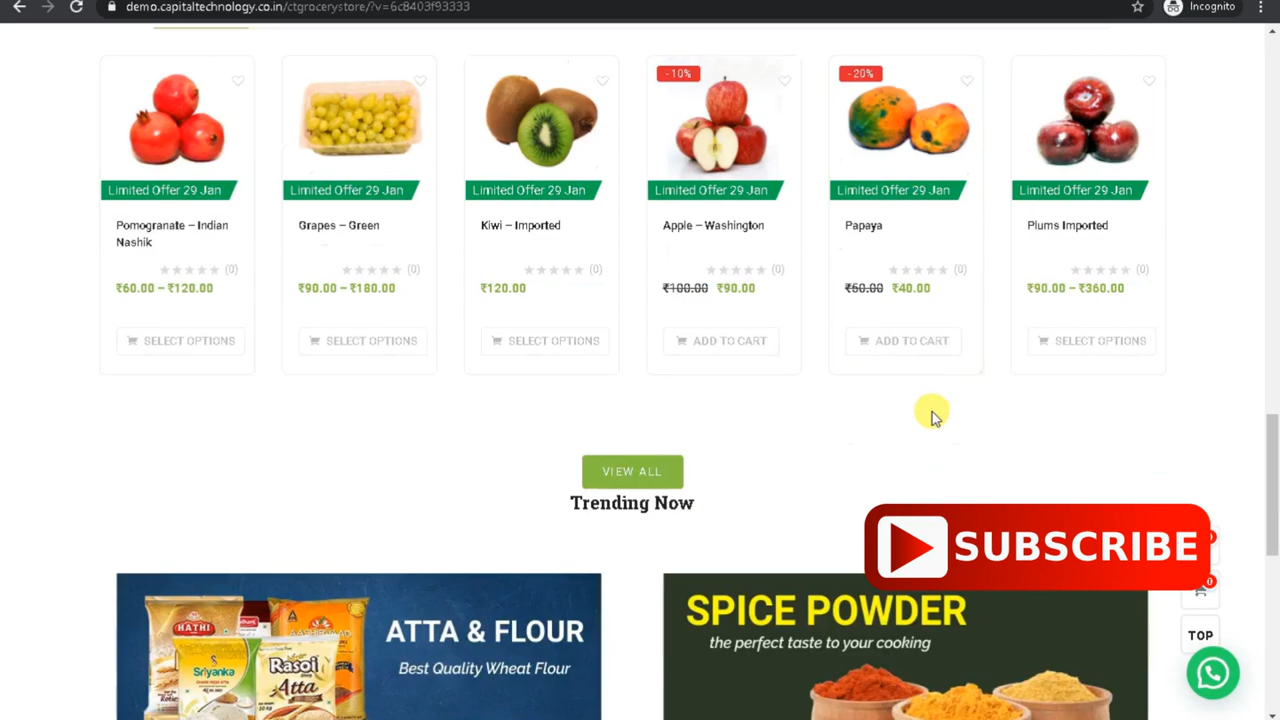 demo.capitaltechnology.co.in/ctgrocerystore/?v=6c8403f93333
Incognito
- 10%
- 20%
Limited Offer 29 Jan
Limited Offer 29 Jan
Limited Offer 29 Jan
Limited Offer 29 Jan
Limited Offer 29 Jan
Limited Offer 29 Jan
Pomogranate – Indian
Nashik
Grapes – Green
Kiwi – Imported
Apple – Washington
Papaya
Plums Imported
(0)
(0)
(0)
(0)
(0)
(0)
₹60.00 – ₹120.00
₹90.00 – ₹180.00
₹120.00
₹100.00 ₹90.00
₹50.00 ₹40.00
₹90.00 – ₹360.00
SELECT OPTIONS
SELECT OPTIONS
SELECT OPTIONS
ADD TO CART
ADD TO CART
SELECT OPTIONS
VIEW ALL
Trending Now
SUBSCRIBE
0
TOP
HATHI
AASHIRVAAD
Sriyanka
Rasoi
Atta
ATTA & FLOUR
Best Quality Wheat Flour
SPICE POWDER
the perfect taste to your cooking